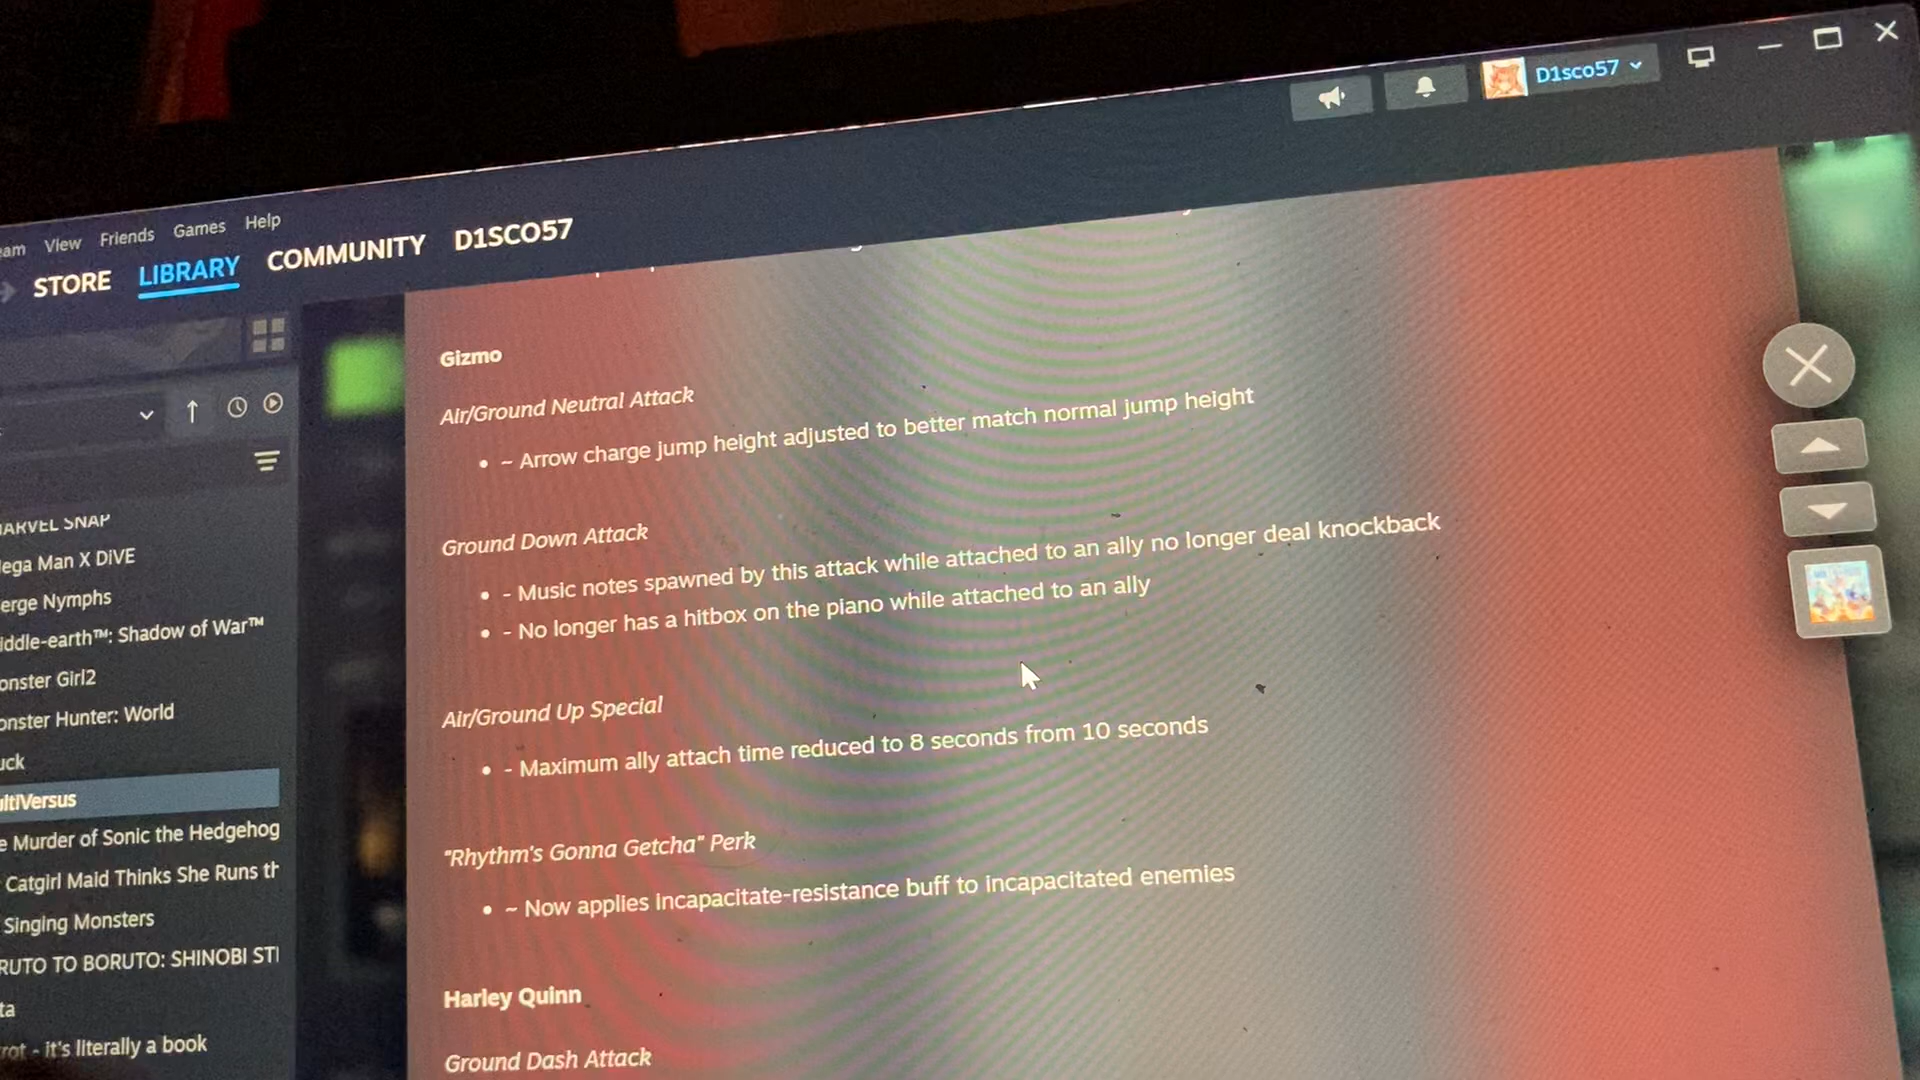 D1sco57
eam View Friends Games Help
STORE LIBRARY COMMUNITY D1SCO57
Gizmo
Air/Ground Neutral Attack
• ~ Arrow charge jump height adjusted to better match normal jump height
Ground Down Attack
• - Music notes spawned by this attack while attached to an ally no longer deal knockback
• - No longer has a hitbox on the piano while attached to an ally
Air/Ground Up Special
• - Maximum ally attach time reduced to 8 seconds from 10 seconds
"Rhythm's Gonna Getcha" Perk
• ~ Now applies incapacitate-resistance buff to incapacitated enemies
Harley Quinn
Ground Dash Attack
MARVEL SNAP
ega Man X DiVE
erge Nymphs
iddle-earth™: Shadow of War™
onster Girl2
onster Hunter: World
uck
ultiVersus
e Murder of Sonic the Hedgehog
Catgirl Maid Thinks She Runs th
Singing Monsters
RUTO TO BORUTO: SHINOBI STI
ta
rot - it's literally a book